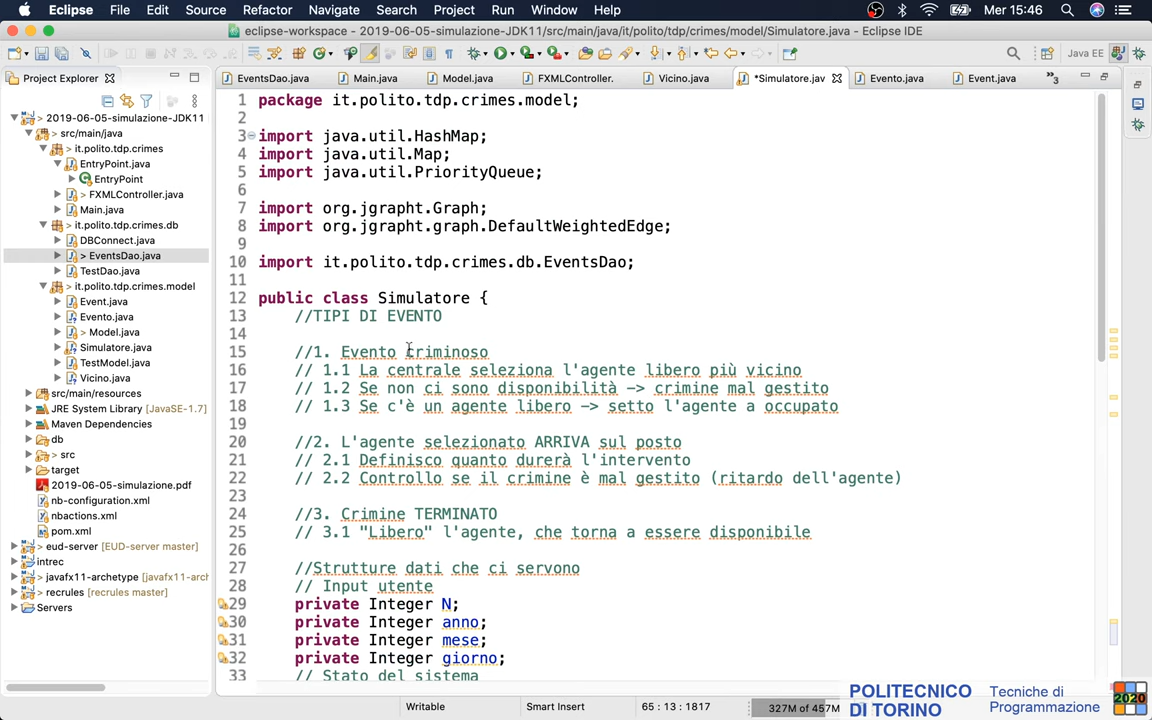 Eclipse File Edit Source Refactor Navigate Search Project Run Window Help Mer 15:46
eclipse-workspace - 2019-06-05-simulazione-JDK11/src/main/java/it/polito/tdp/crimes/model/Simulatore.java - Eclipse IDE
Java EE
Project Explorer
EventsDao.java Main.java Model.java FXMLController. Vicino.java *Simulatore.jav Evento.java Event.java »3
> 2019-06-05-simulazione-JDK11
> src/main/java
> it.polito.tdp.crimes
EntryPoint.java
EntryPoint
> FXMLController.java
Main.java
> it.polito.tdp.crimes.db
DBConnect.java
> EventsDao.java
TestDao.java
> it.polito.tdp.crimes.model
Event.java
Evento.java
> Model.java
Simulatore.java
TestModel.java
Vicino.java
src/main/resources
JRE System Library [JavaSE-1.7]
Maven Dependencies
db
> src
target
2019-06-05-simulazione.pdf
nb-configuration.xml
nbactions.xml
pom.xml
> eud-server [EUD-server master]
intrec
> javafx11-archetype [javafx11-arch
> recrules [recrules master]
Servers
1 package it.polito.tdp.crimes.model;
2
3 import java.util.HashMap;
4 import java.util.Map;
5 import java.util.PriorityQueue;
6
7 import org.jgrapht.Graph;
8 import org.jgrapht.graph.DefaultWeightedEdge;
9
10 import it.polito.tdp.crimes.db.EventsDao;
11
12 public class Simulatore {
13 //TIPI DI EVENTO
14
15 //1. Evento criminoso
16 // 1.1 La centrale seleziona l'agente libero più vicino
17 // 1.2 Se non ci sono disponibilità -> crimine mal gestito
18 // 1.3 Se c'è un agente libero -> setto l'agente a occupato
19
20 //2. L'agente selezionato ARRIVA sul posto
21 // 2.1 Definisco quanto durerà l'intervento
22 // 2.2 Controllo se il crimine è mal gestito (ritardo dell'agente)
23
24 //3. Crimine TERMINATO
25 // 3.1 "Libero" l'agente, che torna a essere disponibile
26
27 //Strutture dati che ci servono
28 // Input utente
29 private Integer N;
30 private Integer anno;
31 private Integer mese;
32 private Integer giorno;
33 // Stato del sistema
Writable Smart Insert 65 : 13 : 1817 327M of 457M
POLITECNICO
DI TORINO
Tecniche di
Programmazione
2020